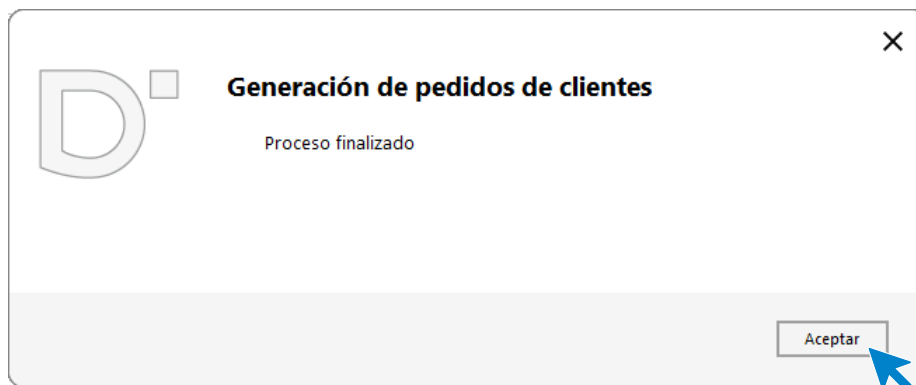 Generación de pedidos de clientes
Proceso finalizado
Aceptar